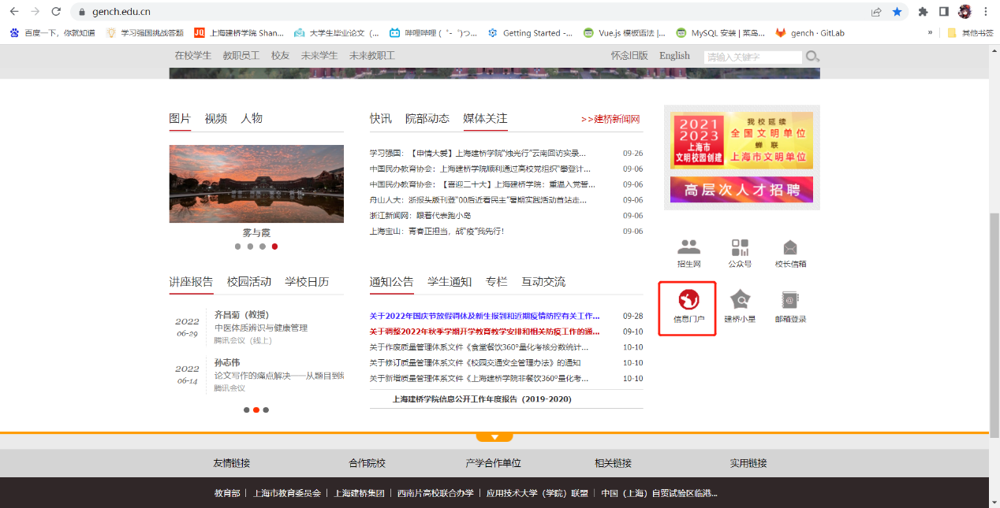 gench.edu.cn
百度一下，你就知道 学习强国挑战答题 上海建桥学院 Shan... 大学生毕业论文（... 哔哩哔哩 (゜-゜)つ... Getting Started -... Vue.js 模板语法 |... MySQL 安装 | 菜鸟... gench · GitLab » 其他书签
在校学生 教职员工 校友 未来学生 未来教职工 怀念旧版 English 请输入关键字
图片 视频 人物
快讯 院部动态 媒体关注 >>建桥新闻网
学习强国：【申情大爱】上海建桥学院“烛光行”云南回访实录... 09-26
中国民办教育协会：上海建桥学院顺利通过高校党组织“攀登计... 09-06
中国民办教育协会：【喜迎二十大】上海建桥学院：重温入党誓... 09-06
舟山人大：浙报头版刊登“00后近看民主”暑期实践活动首站走... 09-06
浙江新闻网：跟着代表跑小岛 09-06
上海宝山：青春正担当，战“疫”我先行！ 09-06
雾与霞
2021
2023
上海市
文明校园创建
我校延续
全国文明单位
蝉联
上海市文明单位
高层次人才招聘
招生网 公众号 校长信箱
信息门户 建桥小星 邮箱登录
讲座报告 校园活动 学校日历
2022
06-29
齐昌菊（教授）
中医体质辨识与健康管理
腾讯会议（线上）
2022
06-14
孙志伟
论文写作的痛点解决——从题目到
腾讯会议
通知公告 学生通知 专栏 互动交流
关于2022年国庆节放假调休及新生报到和近期疫情防控有关工作... 09-28
关于调整2022年秋季学期开学教育教学安排和相关防疫工作的通... 09-10
关于作废质量管理体系文件《食堂餐饮360°量化考核分数统计... 10-10
关于修订质量管理体系文件《校园交通安全管理办法》的通知 10-10
关于新增质量管理体系文件《上海建桥学院非餐饮360°量化考... 10-10
上海建桥学院信息公开工作年度报告（2019-2020）
友情链接 合作院校 产学合作单位 相关链接 实用链接
教育部 | 上海市教育委员会 | 上海建桥集团 | 西南片高校联合办学 | 应用技术大学（学院）联盟 | 中国（上海）自贸试验区临港...